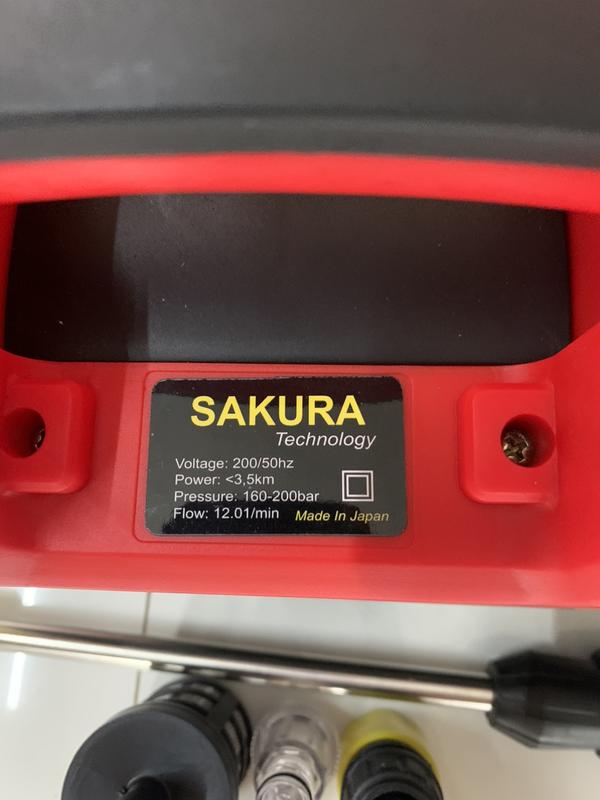 SAKURA
Technology
Voltage: 200/50hz
Power: <3,5km
Pressure: 160-200bar
Flow: 12.01/min
Made In Japan